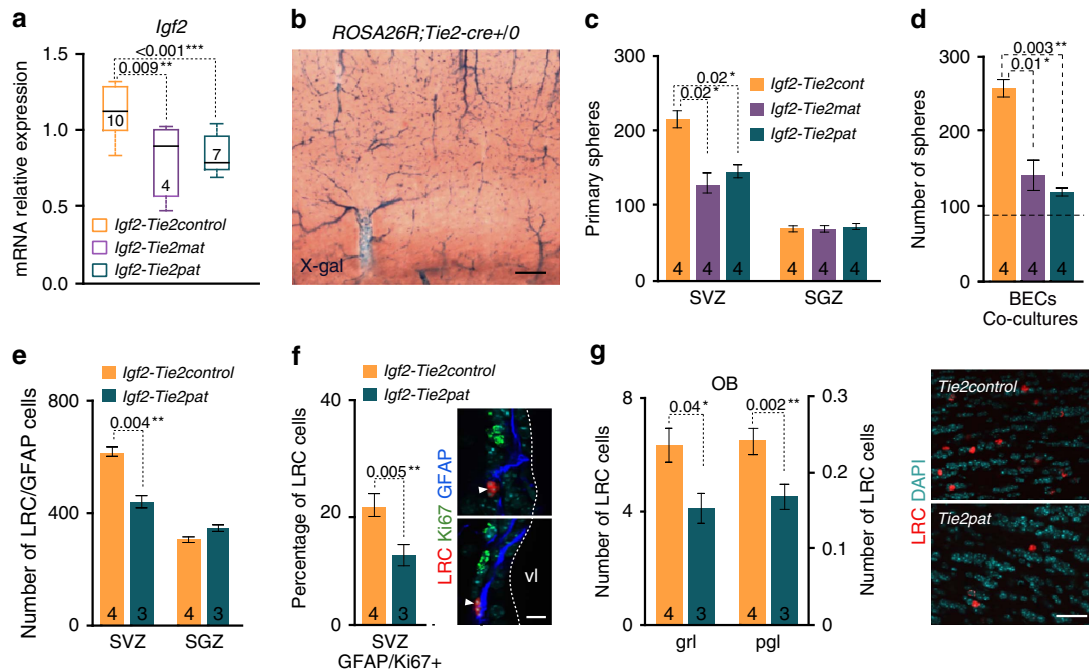 a
Igf2
<0.001***
0.009 **
mRNA relative expression
1.5
1.0
0.5
0.0
10
4
7
Igf2-Tie2control
Igf2-Tie2mat
Igf2-Tie2pat
b
ROSA26R;Tie2-cre+/0
X-gal
c
Primary spheres
300
200
100
0
0.02 *
0.02 *
Igf2-Tie2cont
Igf2-Tie2mat
Igf2-Tie2pat
4 4 4
4 4 4
SVZ
SGZ
d
Number of spheres
300
200
100
0
0.003 **
0.01 *
4 4 4
BECs
Co-cultures
e
Igf2-Tie2control
Igf2-Tie2pat
Number of LRC/GFAP cells
800
400
0
0.004 **
4 3
4 3
SVZ
SGZ
f
Igf2-Tie2control
Igf2-Tie2pat
Percentage of LRC cells
40
20
0
0.005 **
4 3
SVZ
GFAP/Ki67+
LRC Ki67 GFAP
vl
g
OB
Number of LRC cells
8
4
0
0.04 *
0.002 **
4 3
4 3
grl
pgl
0.3
0.2
0.1
0
Number of LRC cells
LRC DAPI
Tie2control
Tie2pat